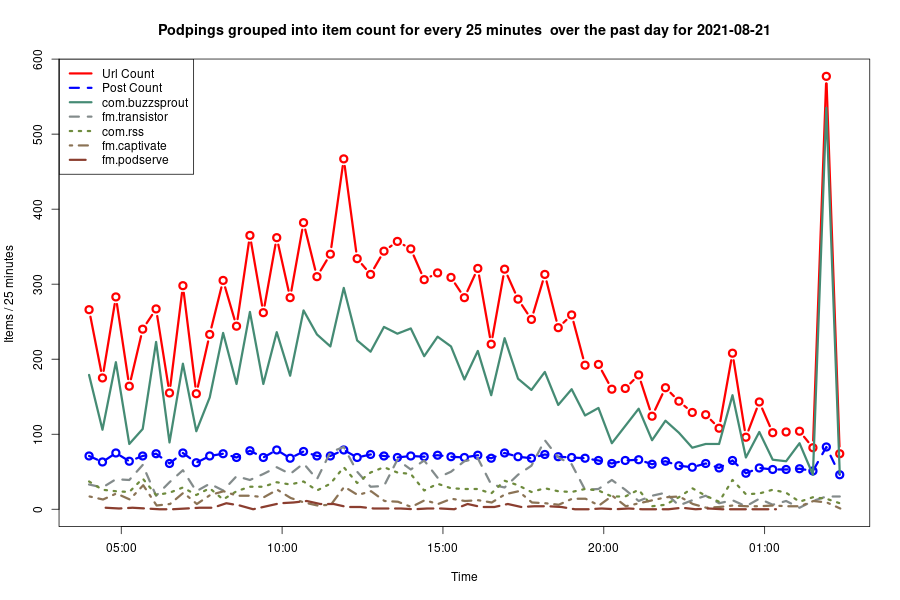 Podpings grouped into item count for every 25 minutes  over the past day for 2021-08-21
Url Count
Post Count
com.buzzsprout
fm.transistor
com.rss
fm.captivate
fm.podserve
600
500
400
300
200
100
0
Items / 25 minutes
05:00 10:00 15:00 20:00 01:00
Time